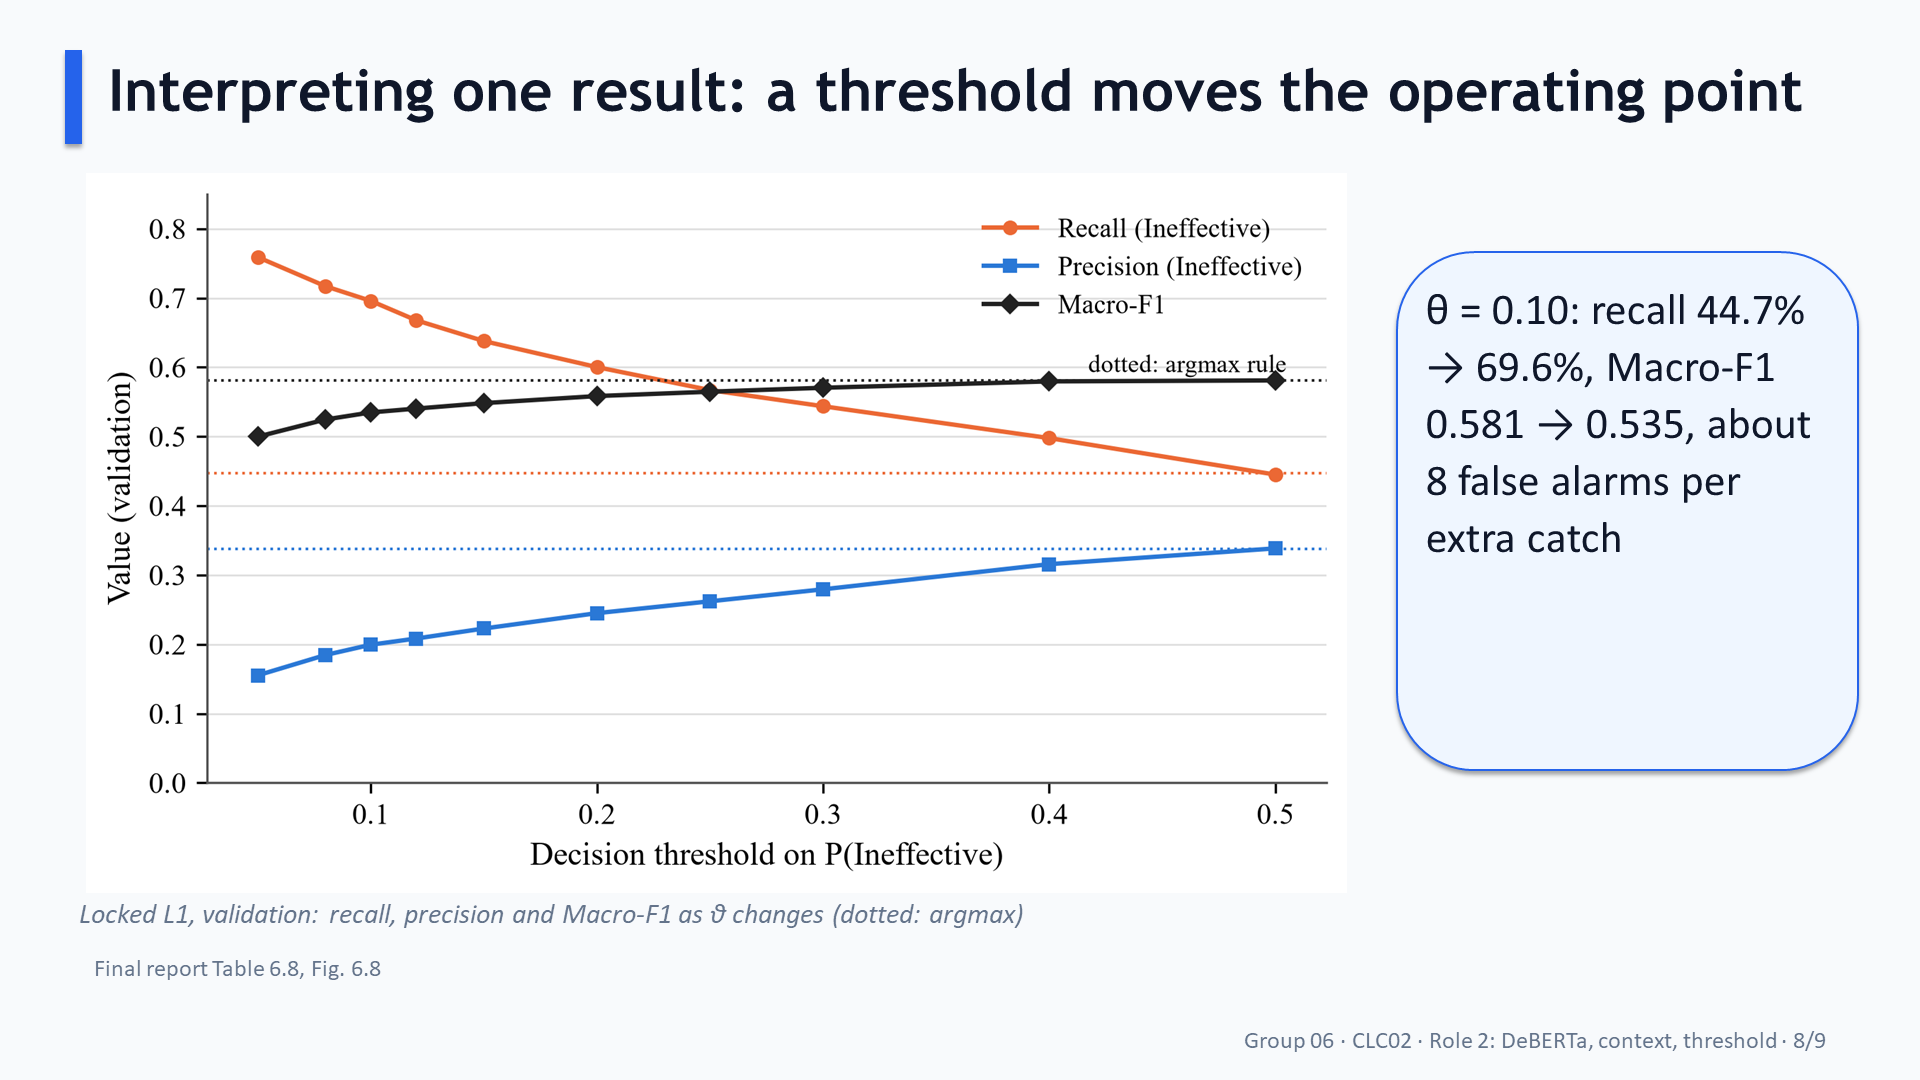 Interpreting one result: a threshold moves the operating point
Recall (Ineffective)
Precision (Ineffective)
Macro-F1
dotted: argmax rule
Value (validation)
0.8
0.7
0.6
0.5
0.4
0.3
0.2
0.1
0.0
0.1 0.2 0.3 0.4 0.5
Decision threshold on P(Ineffective)
θ = 0.10: recall 44.7%
→ 69.6%, Macro-F1
0.581 → 0.535, about
8 false alarms per
extra catch
Locked L1, validation: recall, precision and Macro-F1 as θ changes (dotted: argmax)
Final report Table 6.8, Fig. 6.8
Group 06 · CLC02 · Role 2: DeBERTa, context, threshold · 8/9